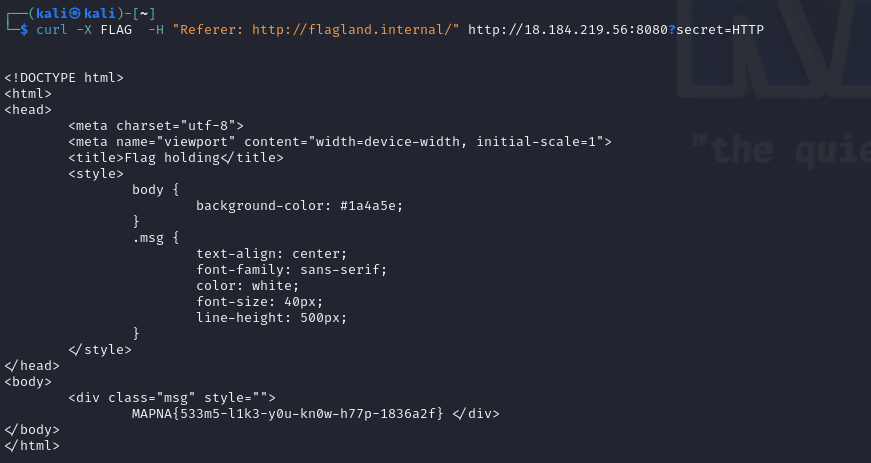 ┌──(kali㉿kali)-[~]
└─$ curl -X FLAG  -H "Referer: http://flagland.internal/" http://18.184.219.56:8080?secret=HTTP
<!DOCTYPE html>
<html>
<head>
        <meta charset="utf-8">
        <meta name="viewport" content="width=device-width, initial-scale=1">
        <title>Flag holding</title>
        <style>
                body {
                        background-color: #1a4a5e;
                }
                .msg {
                        text-align: center;
                        font-family: sans-serif;
                        color: white;
                        font-size: 40px;
                        line-height: 500px;
                }
        </style>
</head>
<body>
        <div class="msg" style="">
                MAPNA{533m5-l1k3-y0u-kn0w-h77p-1836a2f} </div>
</body>
</html>
"the quie